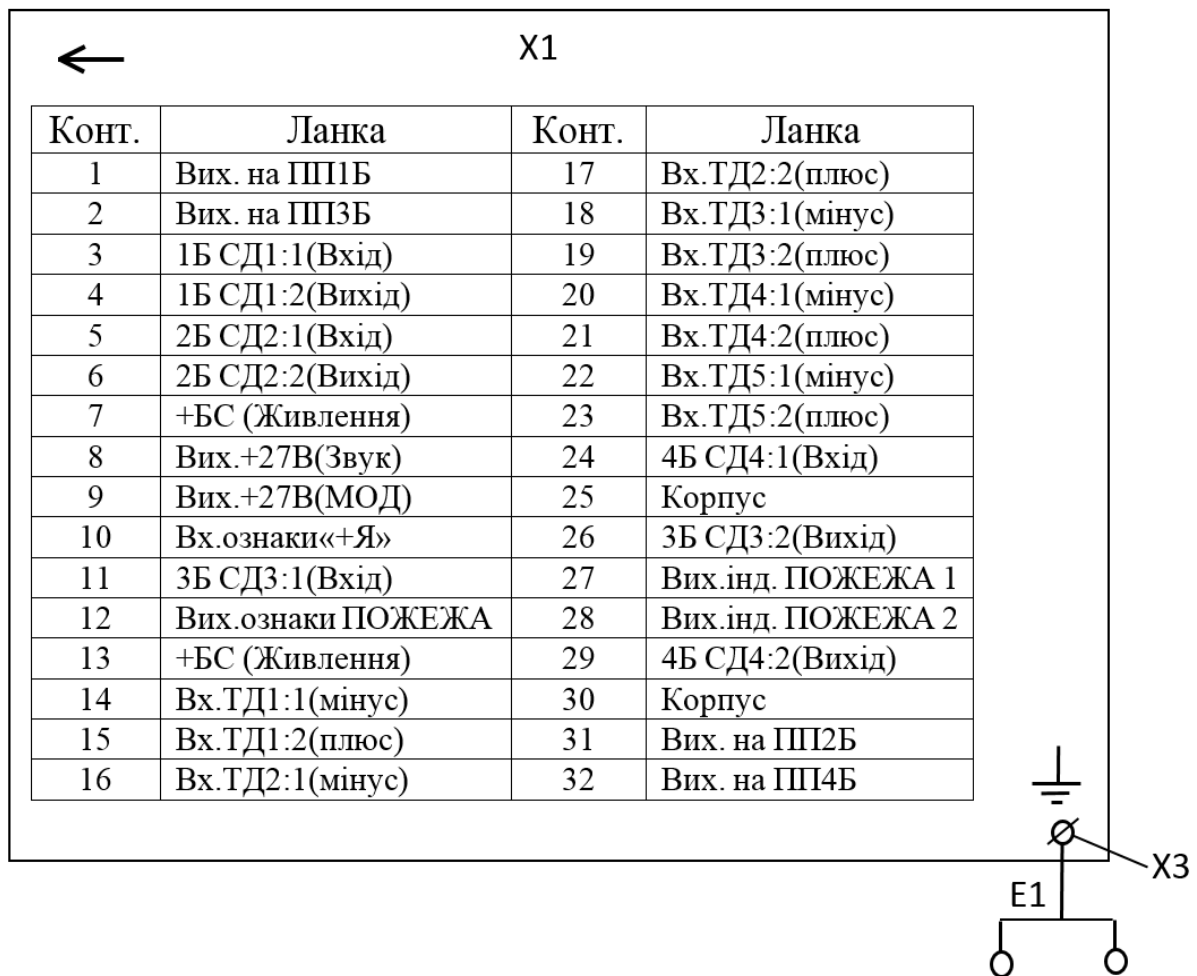 X1
Конт. Ланка Конт. Ланка
1 Вих. на ПП1Б 17 Вх.ТД2:2(плюс)
2 Вих. на ПП3Б 18 Вх.ТД3:1(мінус)
3 1Б СД1:1(Вхід) 19 Вх.ТД3:2(плюс)
4 1Б СД1:2(Вихід) 20 Вх.ТД4:1(мінус)
5 2Б СД2:1(Вхід) 21 Вх.ТД4:2(плюс)
6 2Б СД2:2(Вихід) 22 Вх.ТД5:1(мінус)
7 +БС (Живлення) 23 Вх.ТД5:2(плюс)
8 Вих.+27В(Звук) 24 4Б СД4:1(Вхід)
9 Вих.+27В(МОД) 25 Корпус
10 Вх.ознаки«+Я» 26 3Б СД3:2(Вихід)
11 3Б СД3:1(Вхід) 27 Вих.інд. ПОЖЕЖА 1
12 Вих.ознаки ПОЖЕЖА 28 Вих.інд. ПОЖЕЖА 2
13 +БС (Живлення) 29 4Б СД4:2(Вихід)
14 Вх.ТД1:1(мінус) 30 Корпус
15 Вх.ТД1:2(плюс) 31 Вих. на ПП2Б
16 Вх.ТД2:1(мінус) 32 Вих. на ПП4Б
X3
E1